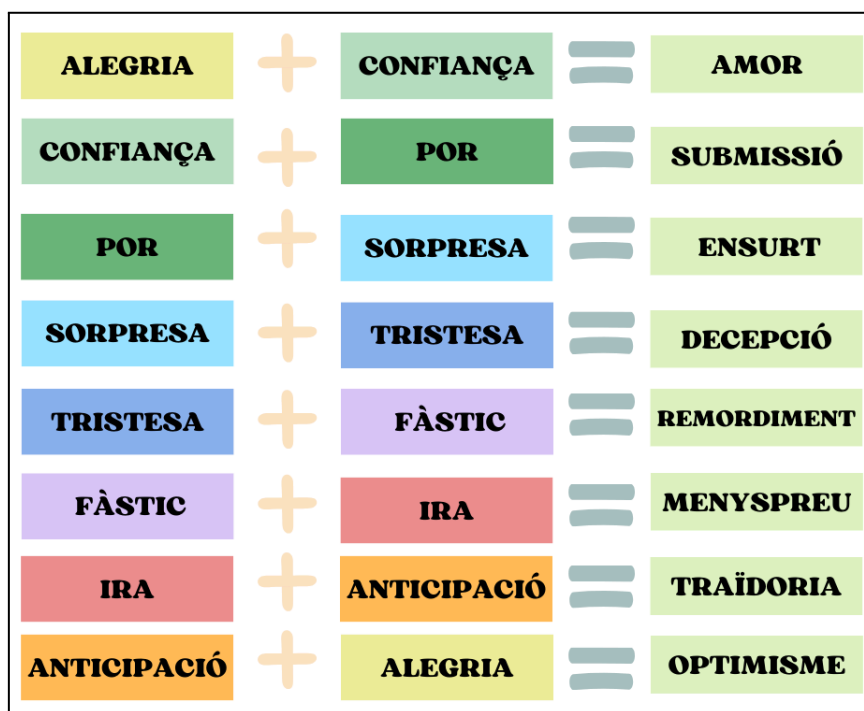 ALEGRIA + CONFIANÇA = AMOR
CONFIANÇA + POR = SUBMISSIÓ
POR + SORPRESA = ENSURT
SORPRESA + TRISTESA = DECEPCIÓ
TRISTESA + FÀSTIC = REMORDIMENT
FÀSTIC + IRA = MENYSPREU
IRA + ANTICIPACIÓ = TRAÏDORIA
ANTICIPACIÓ + ALEGRIA = OPTIMISME